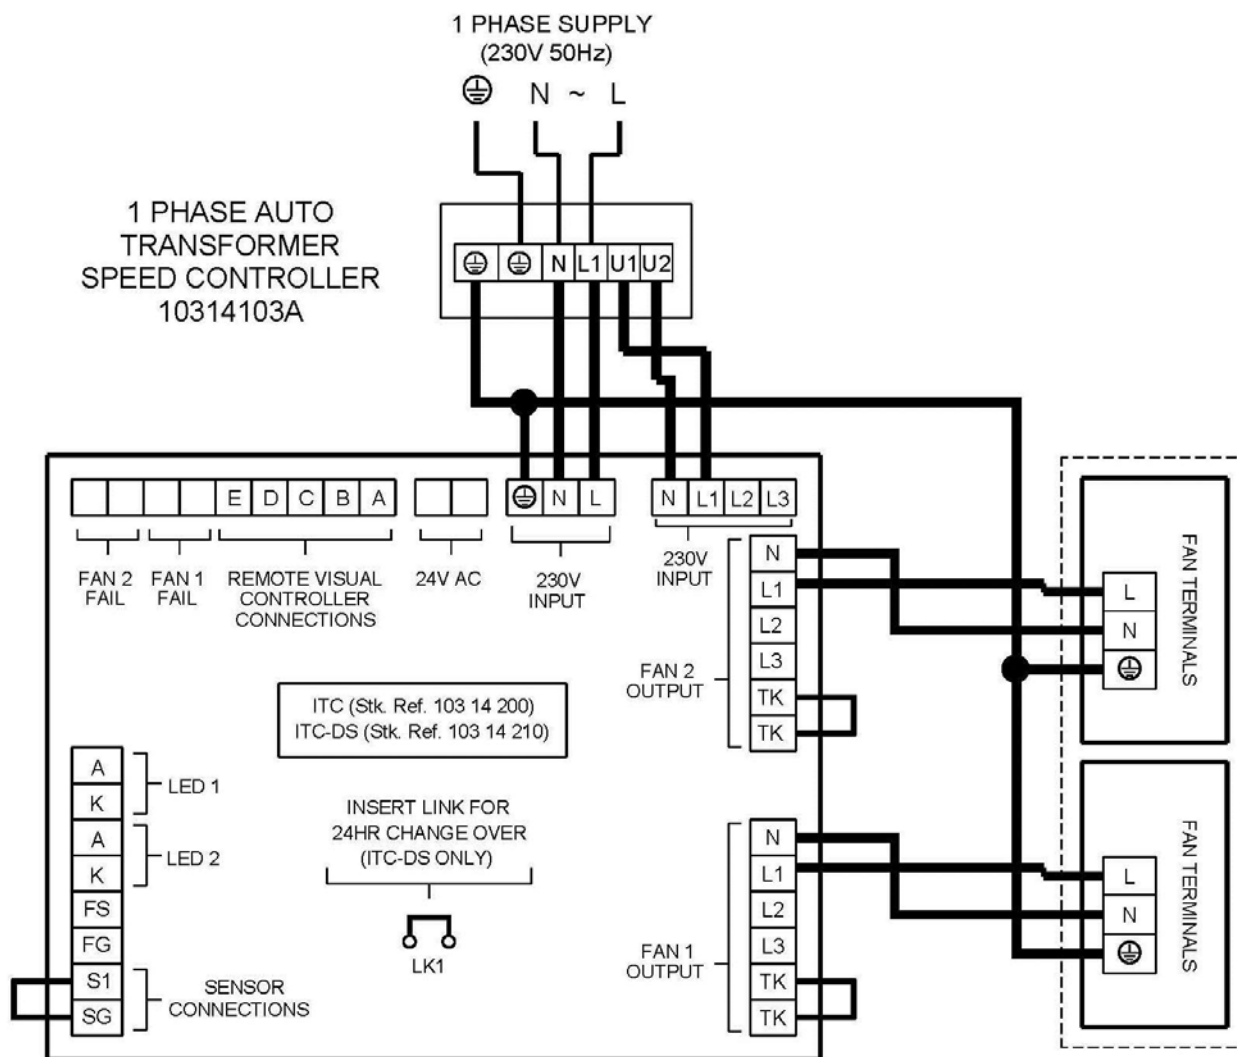 1 PHASE SUPPLY
(230V 50Hz)
N ~ L
1 PHASE AUTO
TRANSFORMER
SPEED CONTROLLER
10314103A
N L1 U1 U2
E D C B A
N L
N L1 L2 L3
FAN 2
FAIL
FAN 1
FAIL
REMOTE VISUAL
CONTROLLER
CONNECTIONS
24V AC
230V
INPUT
230V
INPUT
N
L1
L2
L3
TK
TK
FAN 2
OUTPUT
L
N
FAN TERMINALS
ITC (Stk. Ref. 103 14 200)
ITC-DS (Stk. Ref. 103 14 210)
A
K
LED 1
A
K
LED 2
FS
FG
S1
SG
SENSOR
CONNECTIONS
INSERT LINK FOR
24HR CHANGE OVER
(ITC-DS ONLY)
LK1
N
L1
L2
L3
TK
TK
FAN 1
OUTPUT
L
N
FAN TERMINALS